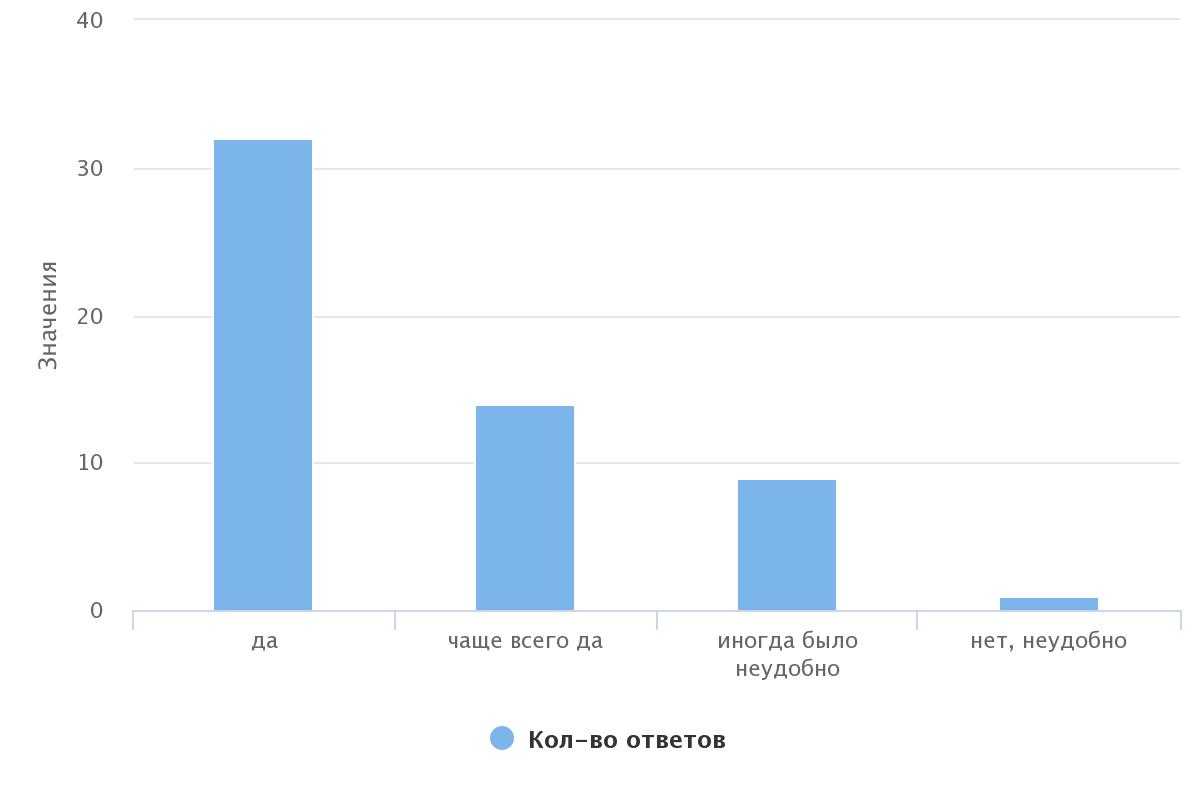 40
30
20
10
0
Значения
да
чаще всего да
иногда было
неудобно
нет, неудобно
Кол-во ответов